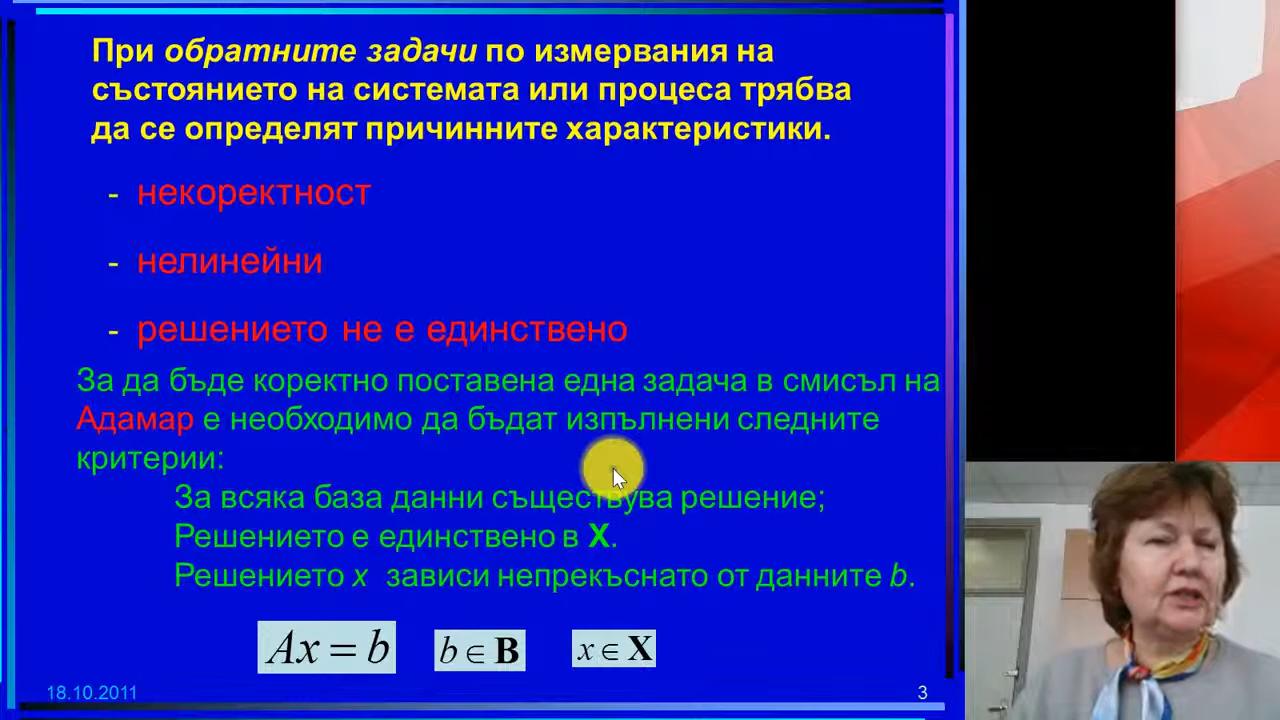 При обратните задачи по измервания на
състоянието на системата или процеса трябва
да се определят причинните характеристики.
- некоректност
- нелинейни
- решението не е единствено
За да бъде коректно поставена една задача в смисъл на
Адамар е необходимо да бъдат изпълнени следните
критерии:
За всяка база данни съществува решение;
Решението е единствено в X.
Решението x зависи непрекъснато от данните b.
Ax = b b ∈ B x ∈ X
18.10.2011 3